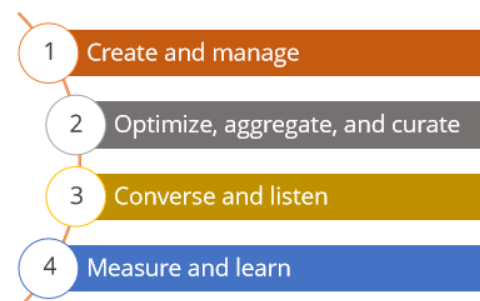 1 Create and manage
2 Optimize, aggregate, and curate
3 Converse and listen
4 Measure and learn